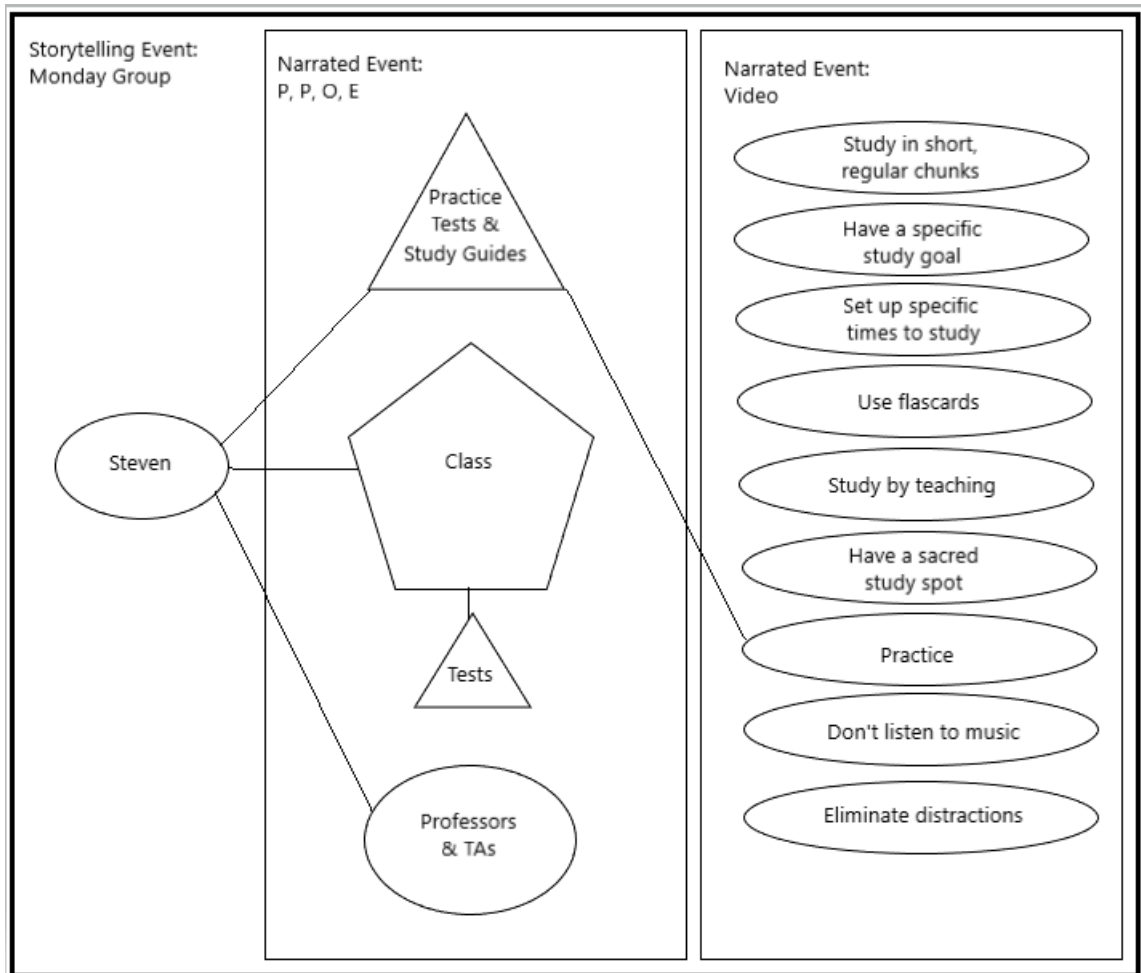 Storytelling Event:
Monday Group
Narrated Event:
P, P, O, E
Practice
Tests &
Study Guides
Steven
Class
Tests
Professors
& TAs
Narrated Event:
Video
Study in short,
regular chunks
Have a specific
study goal
Set up specific
times to study
Use flascards
Study by teaching
Have a sacred
study spot
Practice
Don't listen to music
Eliminate distractions